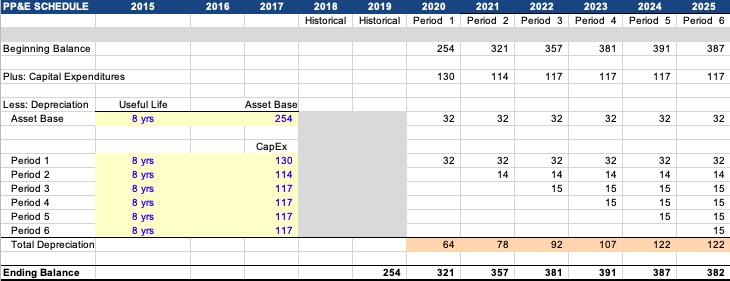 PP&E SCHEDULE 2015 2016 2017 2018 2019 2020 2021 2022 2023 2024 2025
Historical Historical Period 1 Period 2 Period 3 Period 4 Period 5 Period 6
Beginning Balance 254 321 357 381 391 387
Plus: Capital Expenditures 130 114 117 117 117 117
Less: Depreciation Useful Life Asset Base
Asset Base 8 yrs 254 32 32 32 32 32 32
CapEx
Period 1 8 yrs 130 32 32 32 32 32 32
Period 2 8 yrs 114 14 14 14 14 14
Period 3 8 yrs 117 15 15 15 15
Period 4 8 yrs 117 15 15 15
Period 5 8 yrs 117 15 15
Period 6 8 yrs 117 15
Total Depreciation 64 78 92 107 122 122
Ending Balance 254 321 357 381 391 387 382